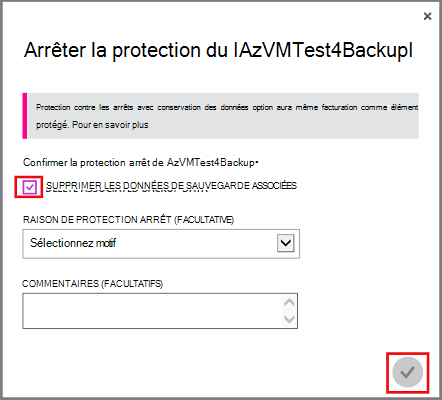 Arrêter la protection du IAzVMTest4BackupI
Protection contre les arrêts avec conservation des données option aura même facturation comme élément
protégé. Pour en savoir plus
Confirmer la protection arrêt de AzVMTest4Backup•
SUPPRIMER LES DONNÉES DE SAUVEGARDE ASSOCIÉES
RAISON DE PROTECTION ARRÊT (FACULTATIVE)
Sélectionnez motif
COMMENTAIRES (FACULTATIFS)